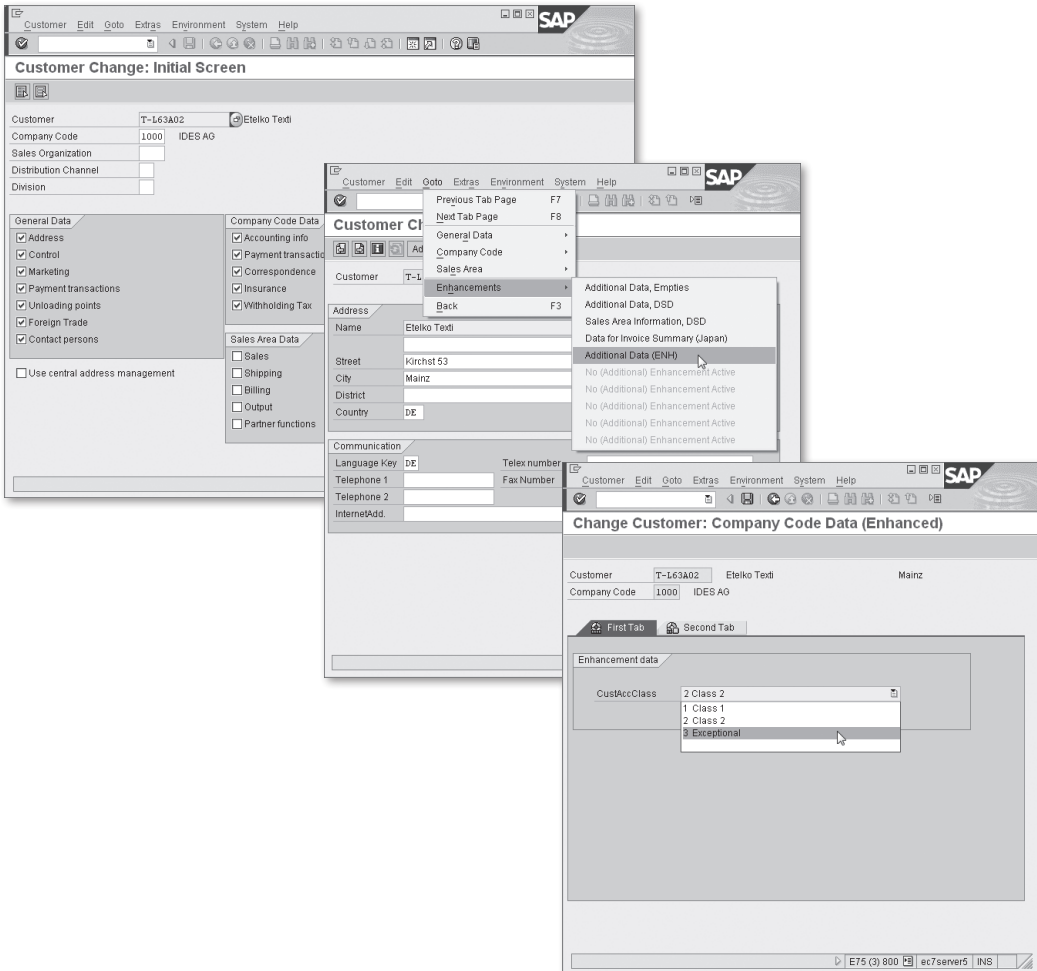 Customer Edit Goto Extras Environment System Help
SAP
Customer Change: Initial Screen
Customer T-L63A02 Etelko Texti
Company Code 1000 IDES AG
Sales Organization
Distribution Channel
Division
General Data
Address
Control
Marketing
Payment transactions
Unloading points
Foreign Trade
Contact persons
Company Code Data
Accounting info
Payment transactio
Correspondence
Insurance
Withholding Tax
Sales Area Data
Sales
Shipping
Billing
Output
Partner functions
Use central address management
Customer Edit Goto Extras Environment System Help
SAP
Previous Tab Page F7
Next Tab Page F8
General Data
Company Code
Sales Area
Enhancements
Back F3
Additional Data, Empties
Additional Data, DSD
Sales Area Information, DSD
Data for Invoice Summary (Japan)
Additional Data (ENH)
No (Additional) Enhancement Active
No (Additional) Enhancement Active
No (Additional) Enhancement Active
No (Additional) Enhancement Active
No (Additional) Enhancement Active
Customer Ch
Ad
Customer T-L
Address
Name Etelko Texti
Street Kirchst 53
City Mainz
District
Country DE
Communication
Language Key DE Telex number
Telephone 1 Fax Number
Telephone 2
InternetAdd.
Customer Edit Goto Extras Environment System Help
SAP
Change Customer: Company Code Data (Enhanced)
Customer T-L63A02 Etelko Texti Mainz
Company Code 1000 IDES AG
First Tab Second Tab
Enhancement data
CustAccClass 2 Class 2
1 Class 1
2 Class 2
3 Exceptional
E75 (3) 800 ec7server5 INS